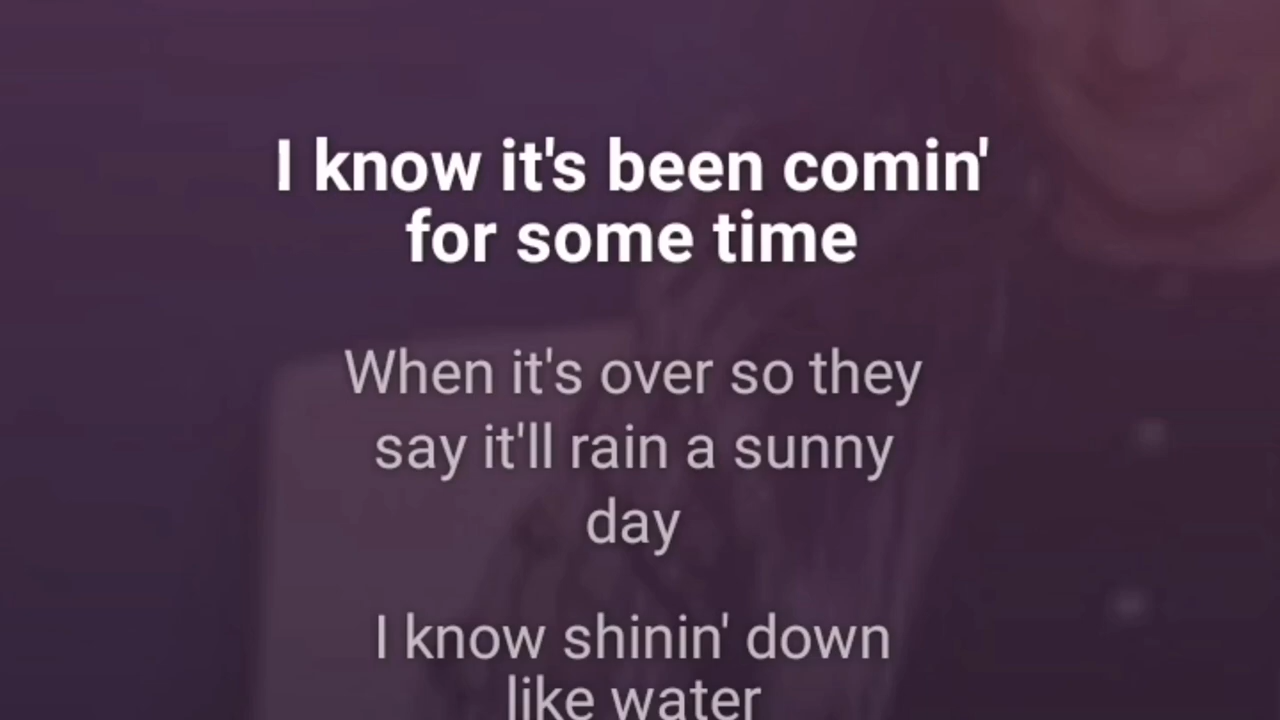 I know it's been comin'
for some time
When it's over so they
say it'll rain a sunny
day
I know shinin' down
like water